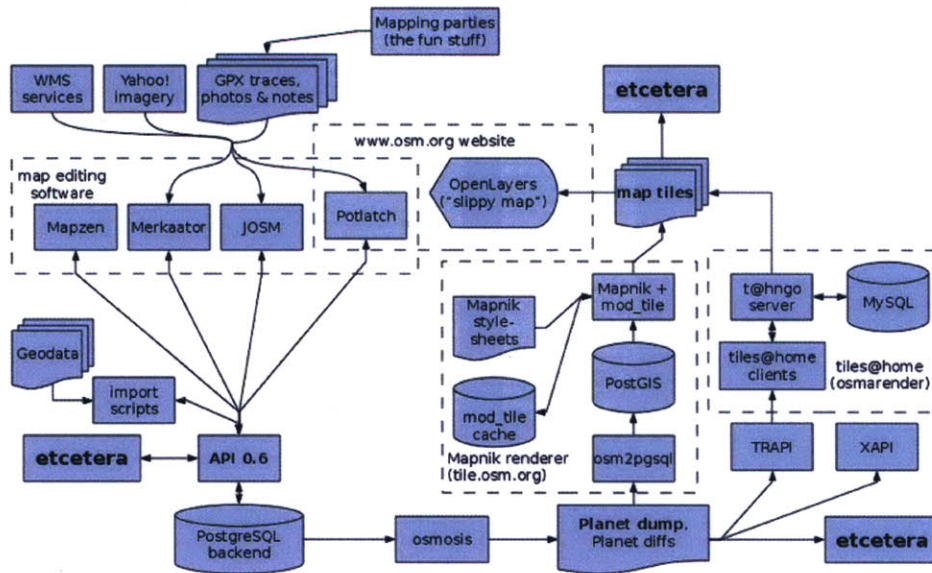 Mapping parties
(the fun stuff)
WMS
services
Yahoo!
imagery
GPX traces,
photos & notes
etcetera
www.osm.org website
map editing
software
OpenLayers
("slippy map")
map tiles
Mapzen
Merkaator
JOSM
Potlatch
Mapnik
style-
sheets
Mapnik +
mod_tile
t@hngo
server
MySQL
Geodata
import
scripts
PostGIS
tiles@home
clients
tiles@home
(osmarender)
mod_tile
cache
etcetera
API 0.6
Mapnik renderer
(tile.osm.org)
osm2pgsql
TRAPI
XAPI
PostgreSQL
backend
osmosis
Planet dump,
Planet diffs
etcetera